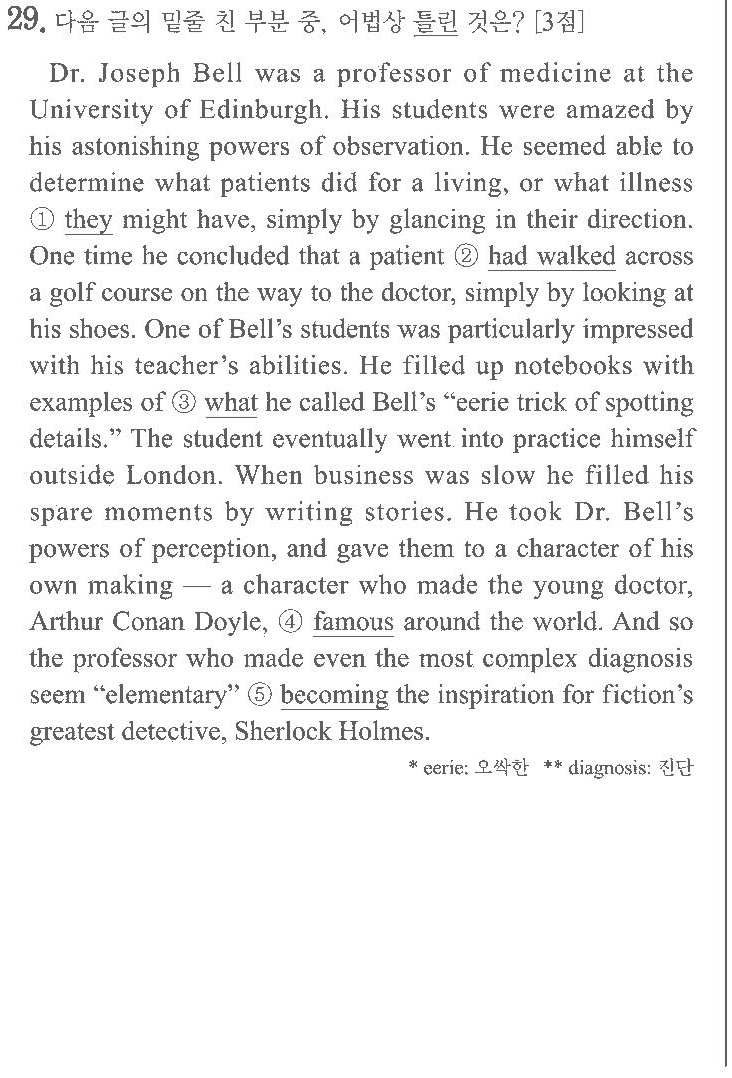 29. 다음 글의 밑줄 친 부분 중, 어법상 틀린 것은? [3점]
Dr. Joseph Bell was a professor of medicine at the
University of Edinburgh. His students were amazed by
his astonishing powers of observation. He seemed able to
determine what patients did for a living, or what illness
① they might have, simply by glancing in their direction.
One time he concluded that a patient ② had walked across
a golf course on the way to the doctor, simply by looking at
his shoes. One of Bell's students was particularly impressed
with his teacher's abilities. He filled up notebooks with
examples of ③ what he called Bell's “eerie trick of spotting
details.” The student eventually went into practice himself
outside London. When business was slow he filled his
spare moments by writing stories. He took Dr. Bell's
powers of perception, and gave them to a character of his
own making — a character who made the young doctor,
Arthur Conan Doyle, ④ famous around the world. And so
the professor who made even the most complex diagnosis
seem “elementary” ⑤ becoming the inspiration for fiction's
greatest detective, Sherlock Holmes.
* eerie: 오싹한 ** diagnosis: 진단